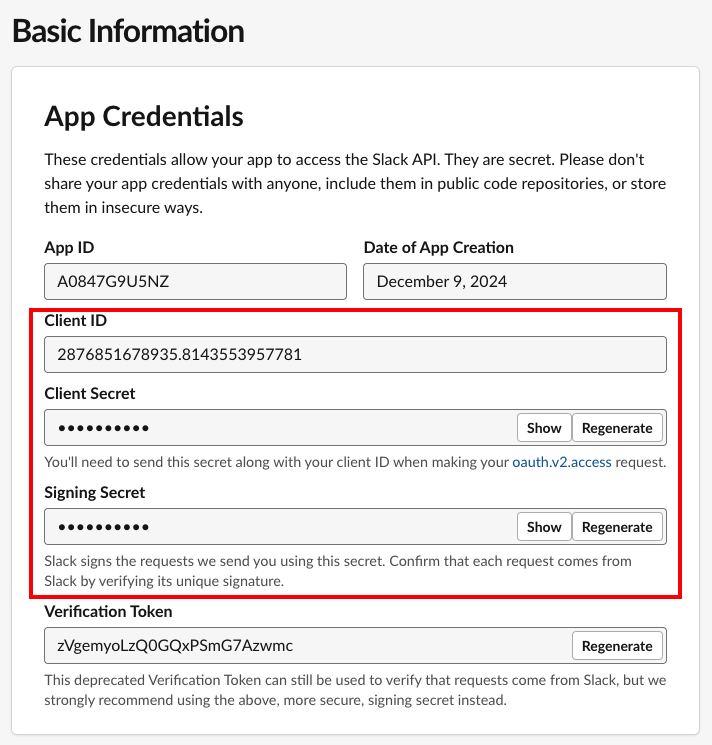 Basic Information
App Credentials
These credentials allow your app to access the Slack API. They are secret. Please don't
share your app credentials with anyone, include them in public code repositories, or store
them in insecure ways.
App ID
Date of App Creation
A0847G9U5NZ
December 9, 2024
Client ID
2876851678935.8143553957781
Client Secret
••••••••••
Show
Regenerate
You'll need to send this secret along with your client ID when making your oauth.v2.access request.
Signing Secret
••••••••••
Show
Regenerate
Slack signs the requests we send you using this secret. Confirm that each request comes from
Slack by verifying its unique signature.
Verification Token
zVgemyoLzQ0GQxPSmG7Azwmc
Regenerate
This deprecated Verification Token can still be used to verify that requests come from Slack, but we
strongly recommend using the above, more secure, signing secret instead.